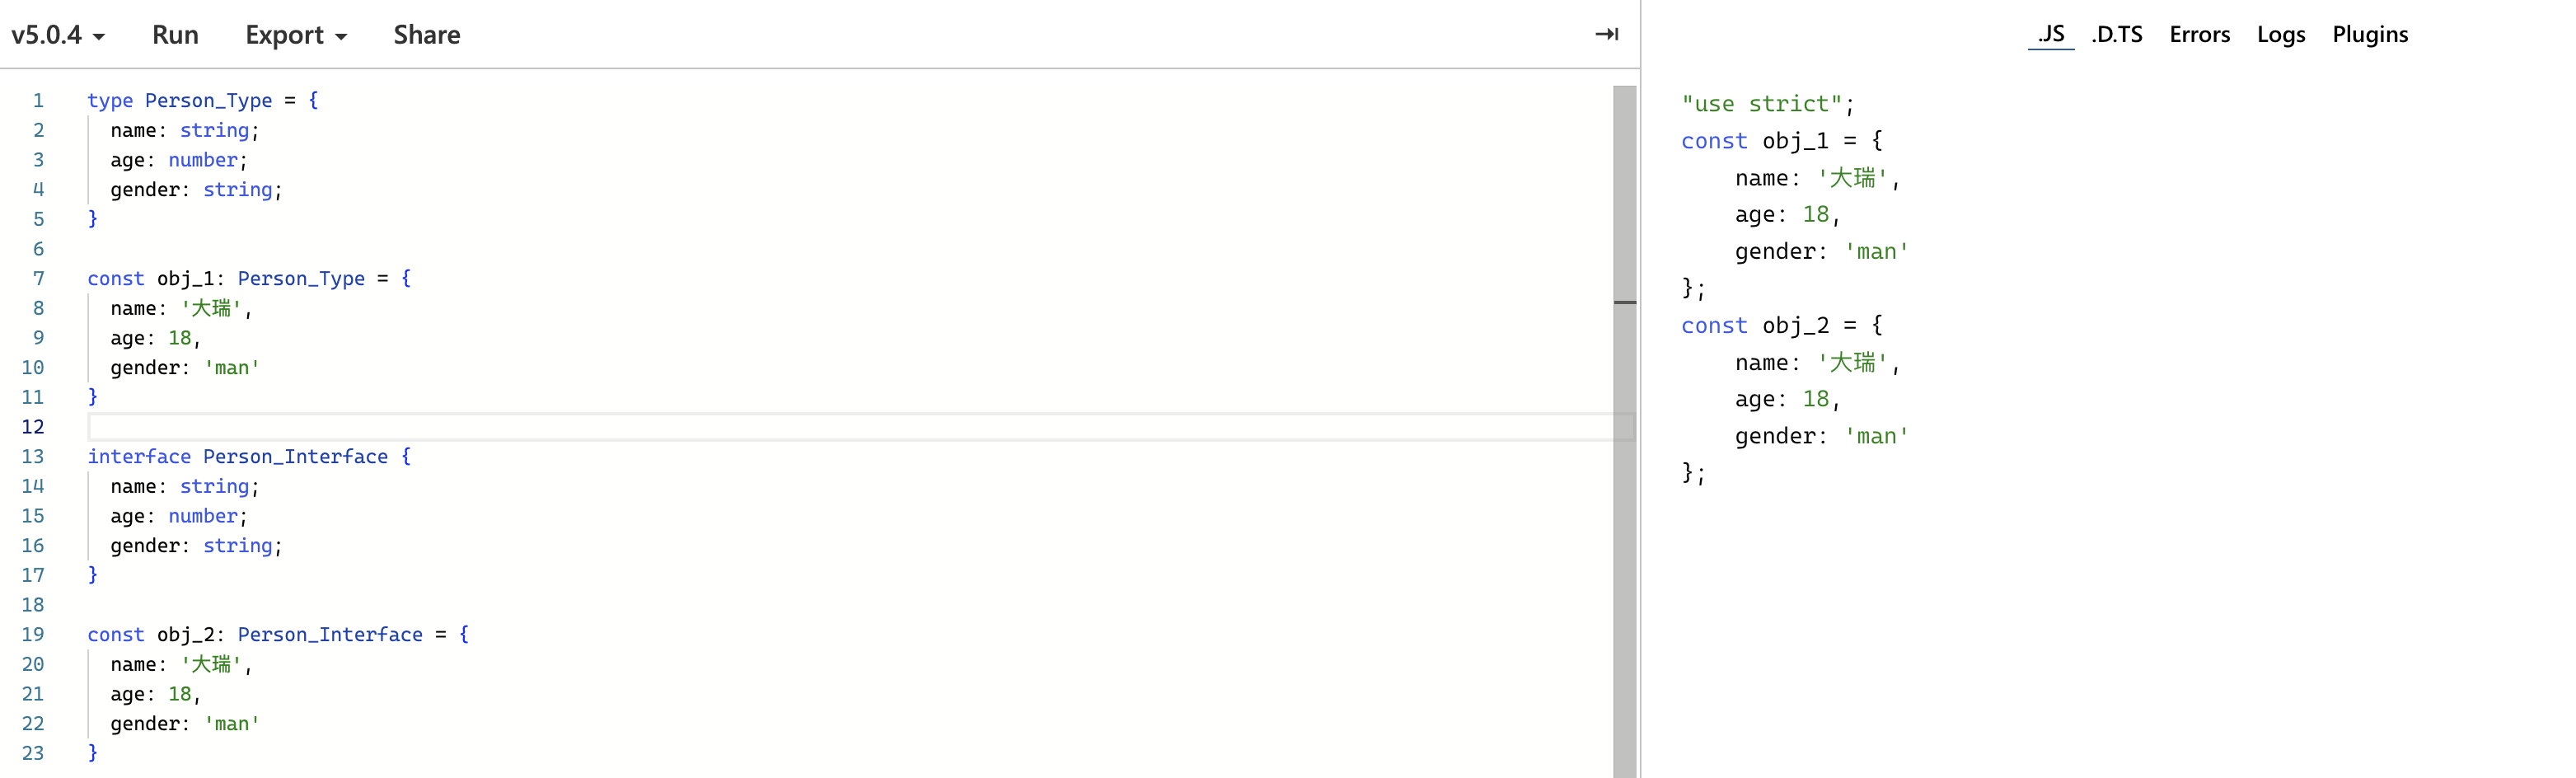 v5.0.4 Run Export Share
.JS .D.TS Errors Logs Plugins
1 type Person_Type = {
2 name: string;
3 age: number;
4 gender: string;
5 }
6
7 const obj_1: Person_Type = {
8 name: '大瑞',
9 age: 18,
10 gender: 'man'
11 }
12
13 interface Person_Interface {
14 name: string;
15 age: number;
16 gender: string;
17 }
18
19 const obj_2: Person_Interface = {
20 name: '大瑞',
21 age: 18,
22 gender: 'man'
23 }
"use strict";
const obj_1 = {
name: '大瑞',
age: 18,
gender: 'man'
};
const obj_2 = {
name: '大瑞',
age: 18,
gender: 'man'
};